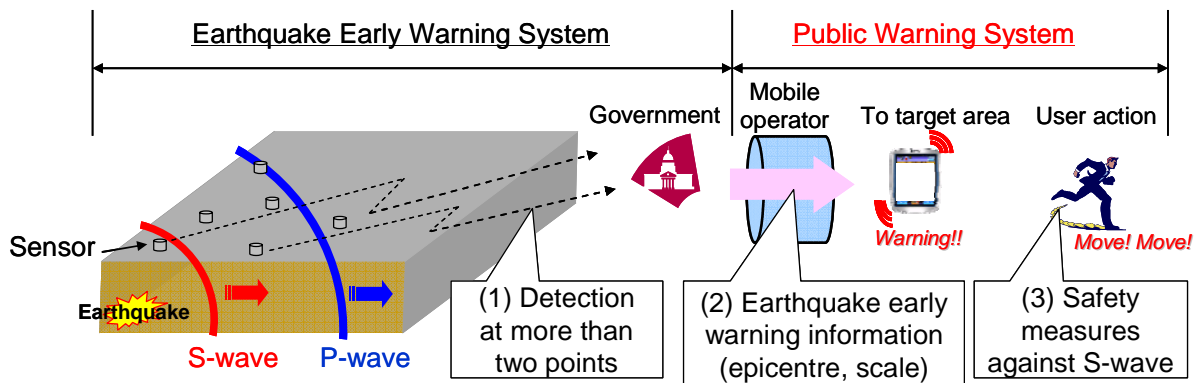 Earthquake Early Warning System
Public Warning System
Government
Mobile
operator
To target area
User action
Sensor
Earthquake
S-wave
P-wave
Warning!!
Move! Move!
(1) Detection
at more than
two points
(2) Earthquake early
warning information
(epicentre, scale)
(3) Safety
measures
against S-wave